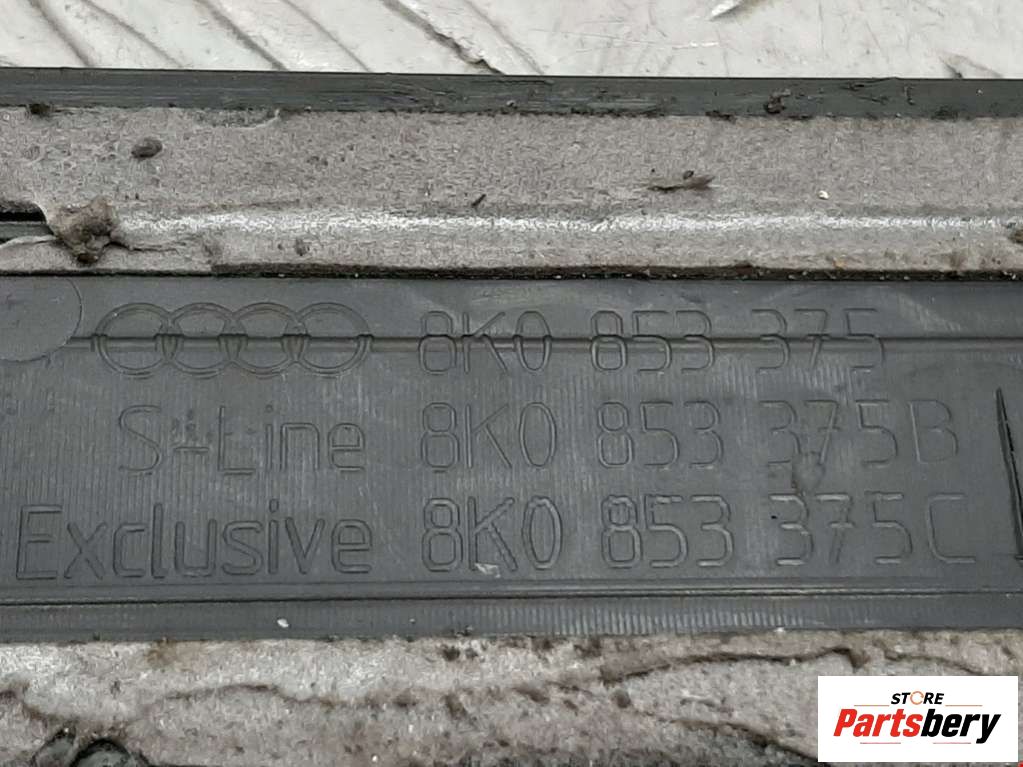 8K0 853 375
S-Line 8K0 853 375B
Exclusive 8K0 853 375C
STORE
Partsbery